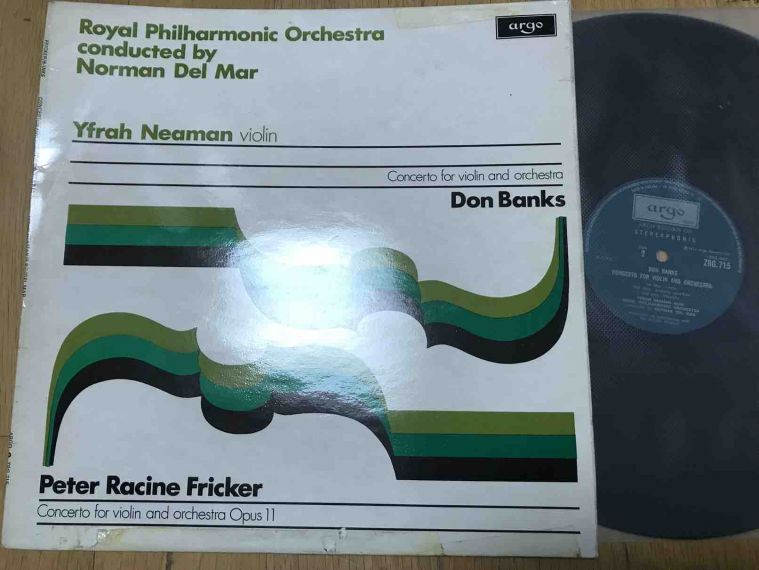 Royal Philharmonic Orchestra
conducted by
Norman Del Mar
argo
Yfrah Neaman violin
Concerto for violin and orchestra
Don Banks
Peter Racine Fricker
Concerto for violin and orchestra Opus 11
argo
STEREOPHONIC
2
ZRG.715
DON BANKS
CONCERTO FOR VIOLIN AND ORCHESTRA